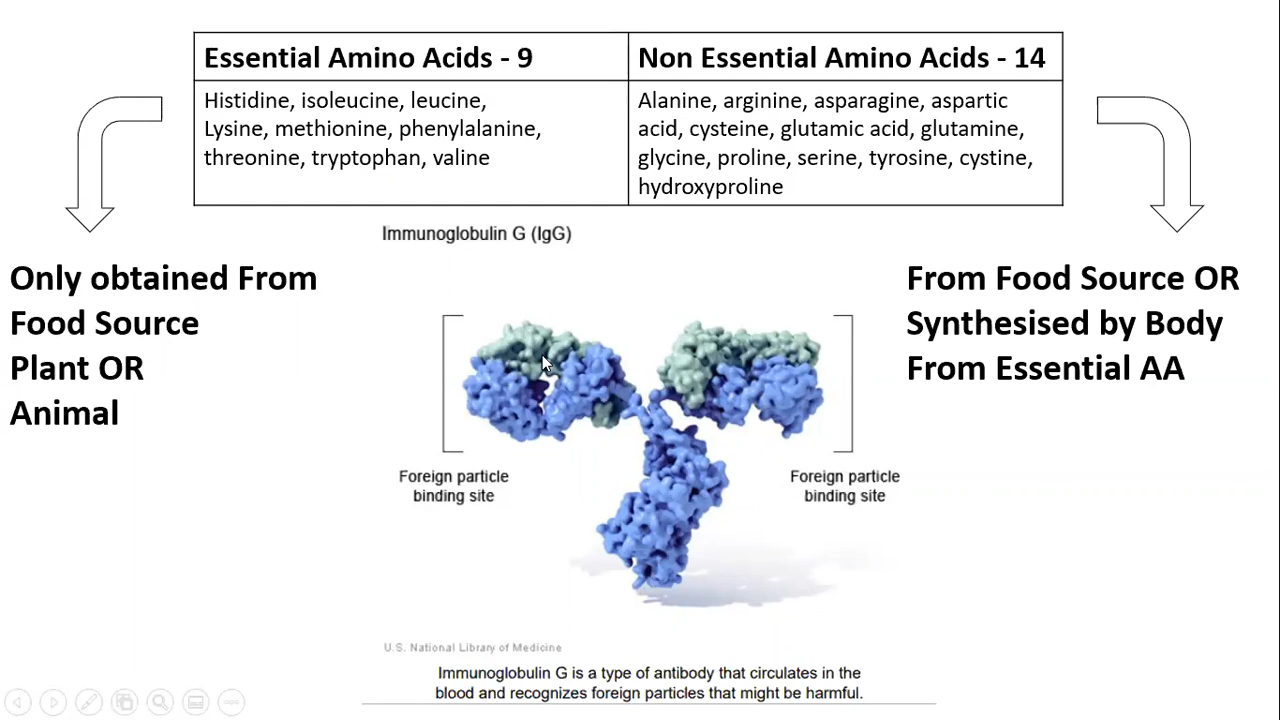 Essential Amino Acids - 9
Non Essential Amino Acids - 14
Histidine, isoleucine, leucine,
Lysine, methionine, phenylalanine,
threonine, tryptophan, valine
Alanine, arginine, asparagine, aspartic
acid, cysteine, glutamic acid, glutamine,
glycine, proline, serine, tyrosine, cystine,
hydroxyproline
Only obtained From
Food Source
Plant OR
Animal
Immunoglobulin G (IgG)
Foreign particle
binding site
Foreign particle
binding site
From Food Source OR
Synthesised by Body
From Essential AA
U.S. National Library of Medicine
Immunoglobulin G is a type of antibody that circulates in the
blood and recognizes foreign particles that might be harmful.